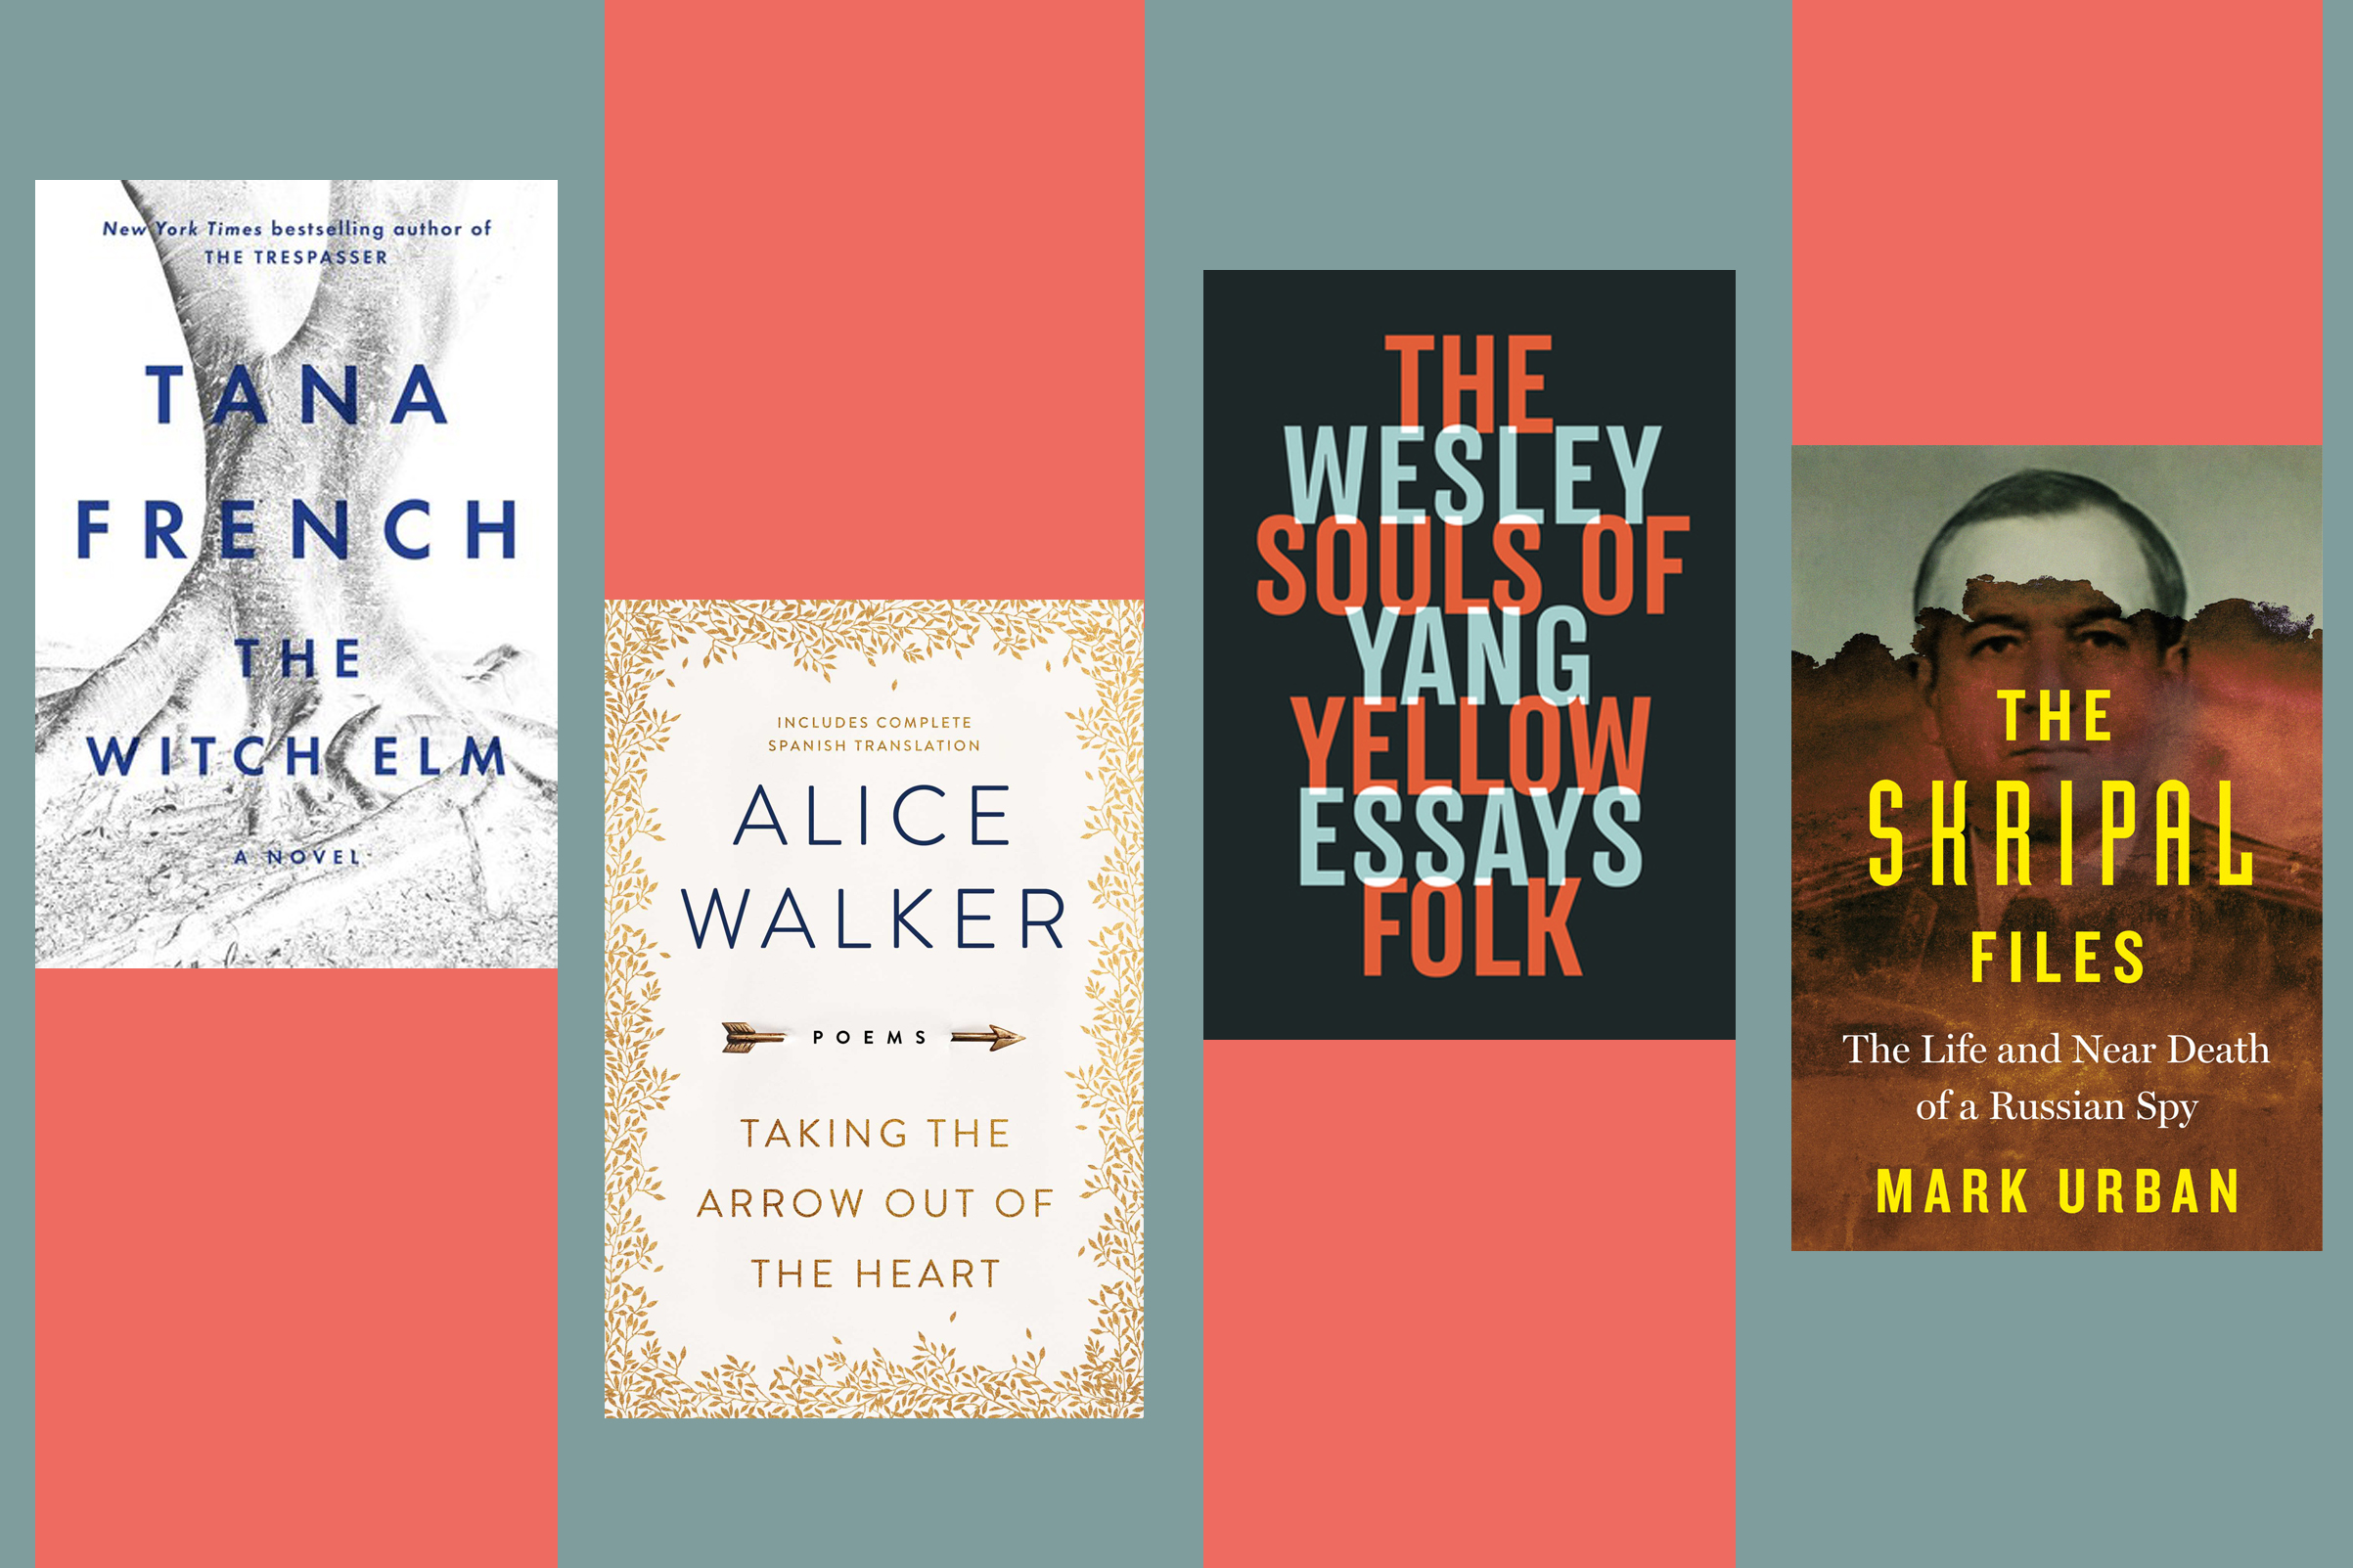 New York Times bestselling author of
THE TRESPASSER
TANA
FRENCH
THE
WITCH ELM
A NOVEL
INCLUDES COMPLETE
SPANISH TRANSLATION
ALICE
WALKER
POEMS
TAKING THE
ARROW OUT OF
THE HEART
THE
WESLEY
SOULS OF
YANG
YELLOW
ESSAYS
FOLK
THE
SKRIPAL
FILES
The Life and Near Death
of a Russian Spy
MARK URBAN